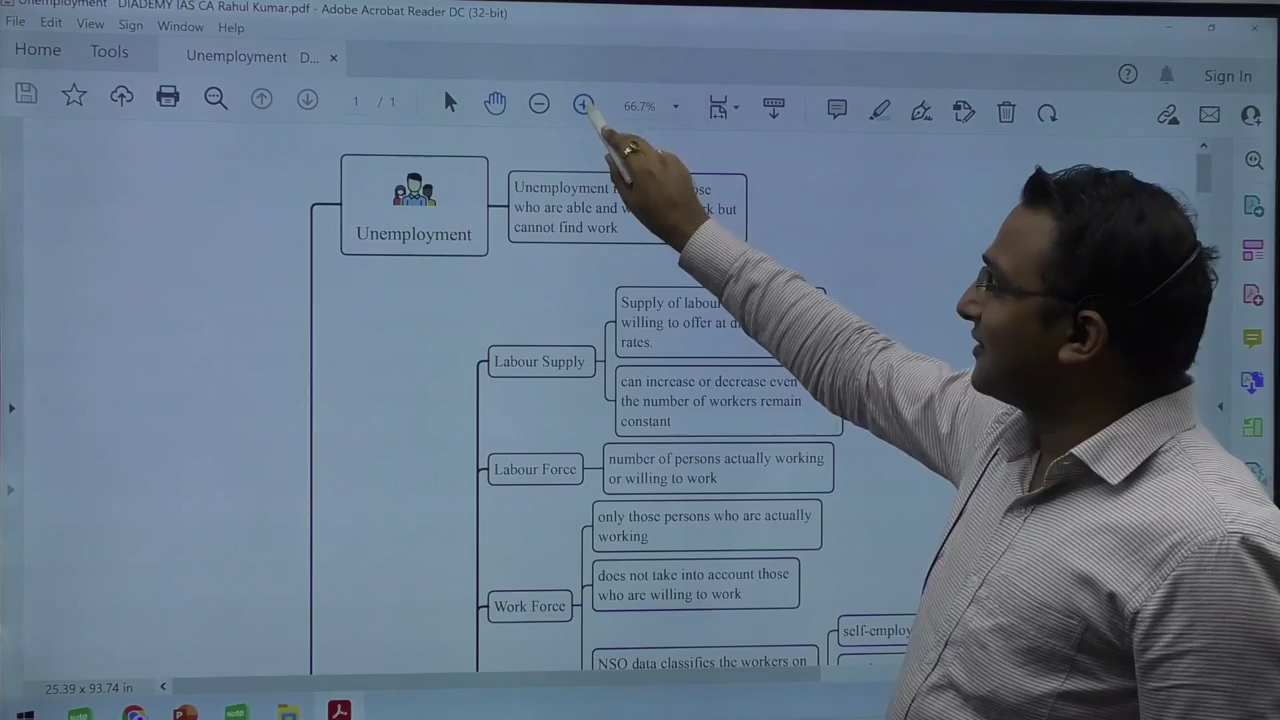 Unemployment DIADEMY IAS CA Rahul Kumar.pdf - Adobe Acrobat Reader DC (32-bit)
File Edit View Sign Window Help
Home Tools Unemployment D... ×
Sign In
1 / 1
66.7%
Unemployment
Unemployment
who are able and
but
cannot find work
Labour Supply
Supply of labour
willing to offer at
rates.
can increase or decrease even
the number of workers remain
constant
Labour Force
number of persons actually working
or willing to work
only those persons who are actually
working
Work Force
does not take into account those
who are willing to work
NSO data classifies the workers on
25.39 x 93.74 in